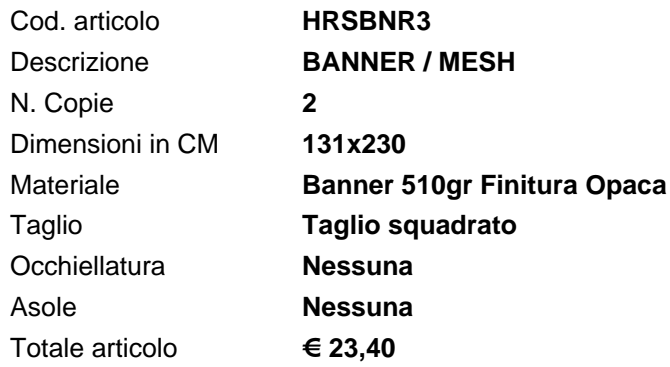 Cod. articolo HRSBNR3
Descrizione BANNER / MESH
N. Copie 2
Dimensioni in CM 131x230
Materiale Banner 510gr Finitura Opaca
Taglio Taglio squadrato
Occhiellatura Nessuna
Asole Nessuna
Totale articolo € 23,40